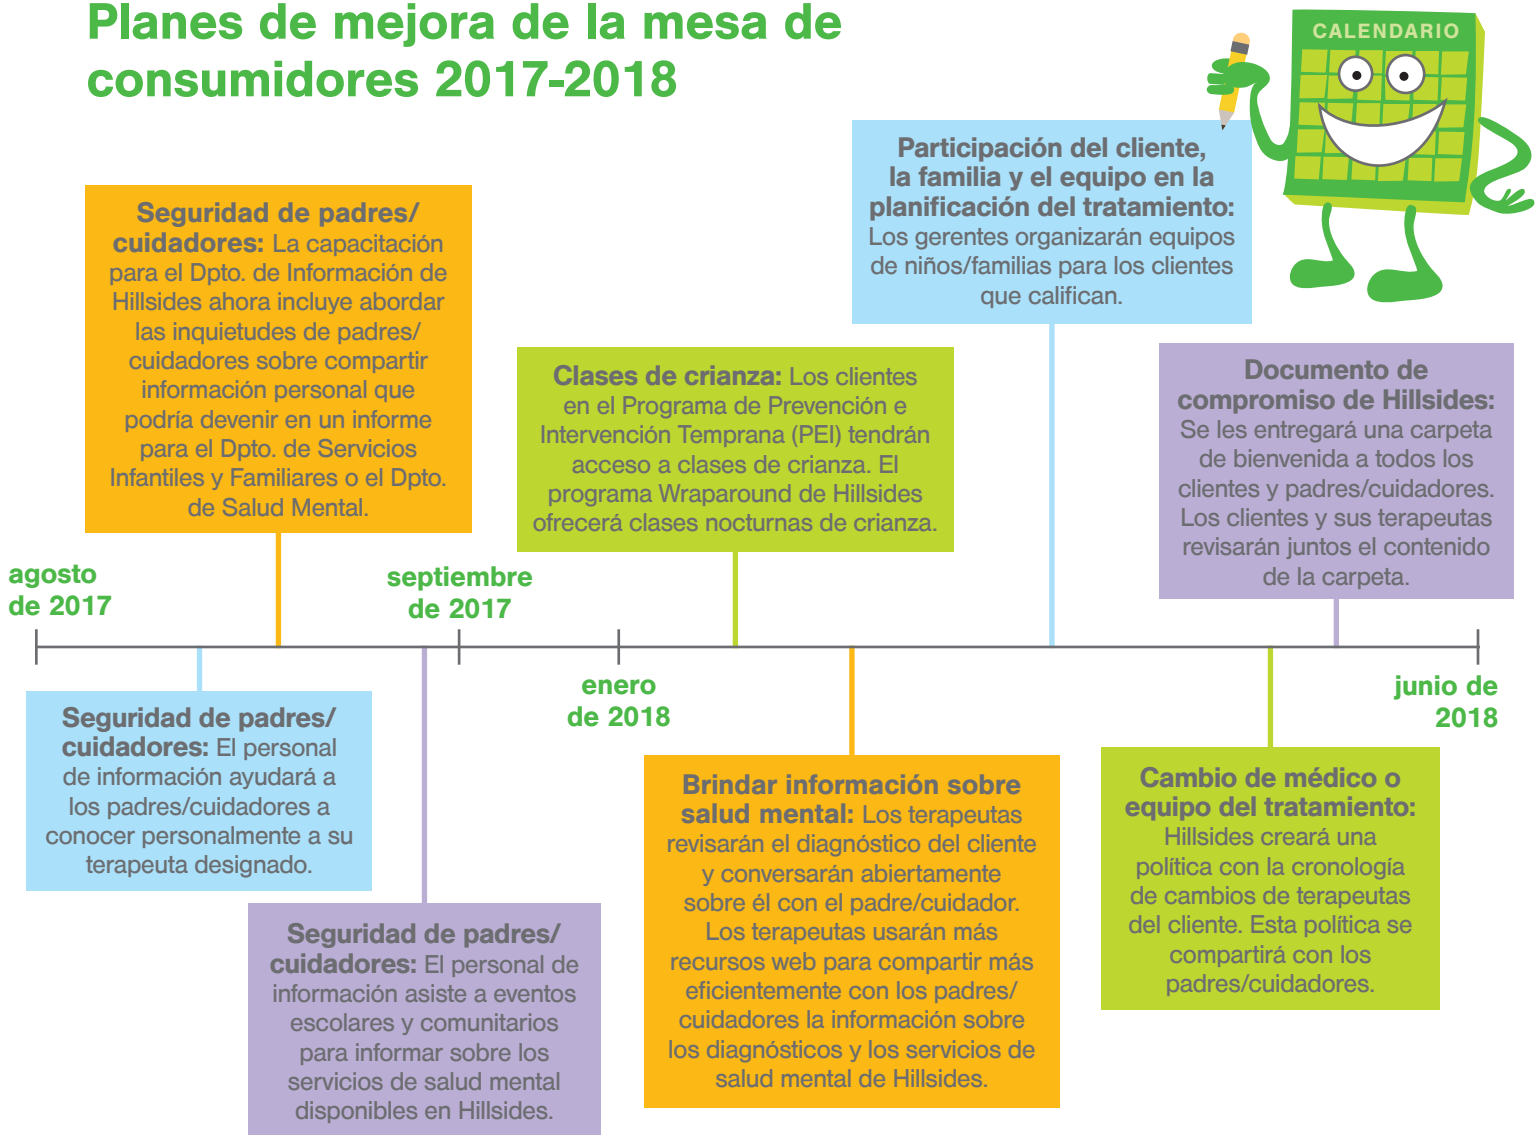 Planes de mejora de la mesa de
consumidores 2017-2018
CALENDARIO
Participación del cliente,
la familia y el equipo en la
planificación del tratamiento:
Los gerentes organizarán equipos
de niños/familias para los clientes
que califican.
Seguridad de padres/
cuidadores: La capacitación
para el Dpto. de Información de
Hillsides ahora incluye abordar
las inquietudes de padres/
cuidadores sobre compartir
información personal que
podría devenir en un informe
para el Dpto. de Servicios
Infantiles y Familiares o el Dpto.
de Salud Mental.
Clases de crianza: Los clientes
en el Programa de Prevención e
Intervención Temprana (PEI) tendrán
acceso a clases de crianza. El
programa Wraparound de Hillsides
ofrecerá clases nocturnas de crianza.
Documento de
compromiso de Hillsides:
Se les entregará una carpeta
de bienvenida a todos los
clientes y padres/cuidadores.
Los clientes y sus terapeutas
revisarán juntos el contenido
de la carpeta.
agosto
de 2017
septiembre
de 2017
enero
de 2018
junio de
2018
Seguridad de padres/
cuidadores: El personal
de información ayudará a
los padres/cuidadores a
conocer personalmente a su
terapeuta designado.
Seguridad de padres/
cuidadores: El personal de
información asiste a eventos
escolares y comunitarios
para informar sobre los
servicios de salud mental
disponibles en Hillsides.
Brindar información sobre
salud mental: Los terapeutas
revisarán el diagnóstico del cliente
y conversarán abiertamente
sobre él con el padre/cuidador.
Los terapeutas usarán más
recursos web para compartir más
eficientemente con los padres/
cuidadores la información sobre
los diagnósticos y los servicios de
salud mental de Hillsides.
Cambio de médico o
equipo del tratamiento:
Hillsides creará una
política con la cronología
de cambios de terapeutas
del cliente. Esta política se
compartirá con los
padres/cuidadores.